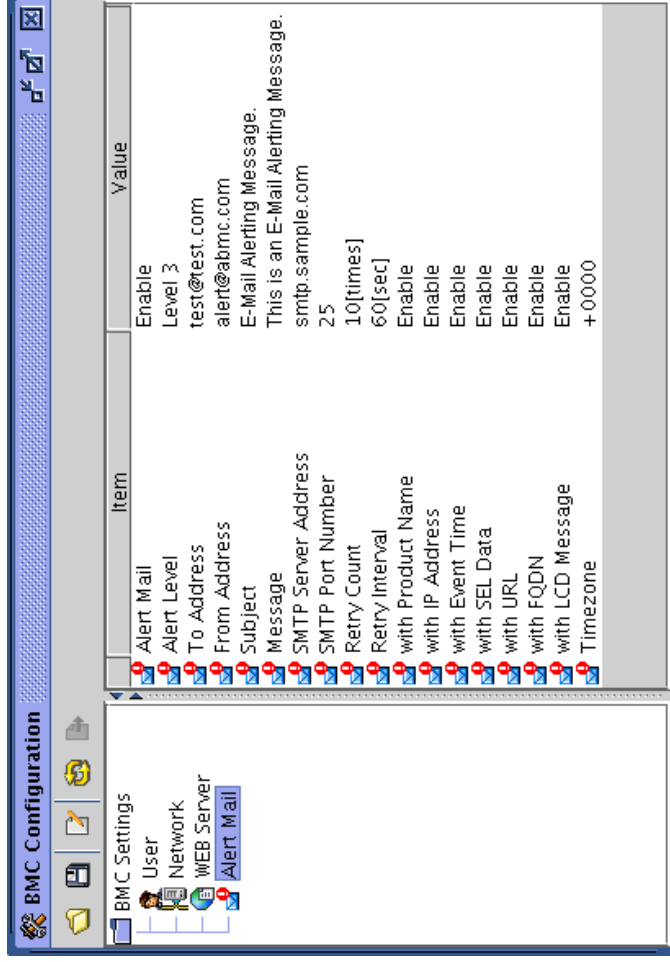 BMC Configuration
BMC Settings
User
Network
WEB Server
Alert Mail
Item Value
Alert Mail Enable
Alert Level Level 3
To Address test@test.com
From Address alert@abmc.com
Subject E-Mail Alerting Message.
Message This is an E-Mail Alerting Message.
SMTP Server Address smtp.sample.com
SMTP Port Number 25
Retry Count 10[times]
Retry Interval 60[sec]
with Product Name Enable
with IP Address Enable
with Event Time Enable
with SEL Data Enable
with URL Enable
with FQDN Enable
with LCD Message Enable
Timezone +0000